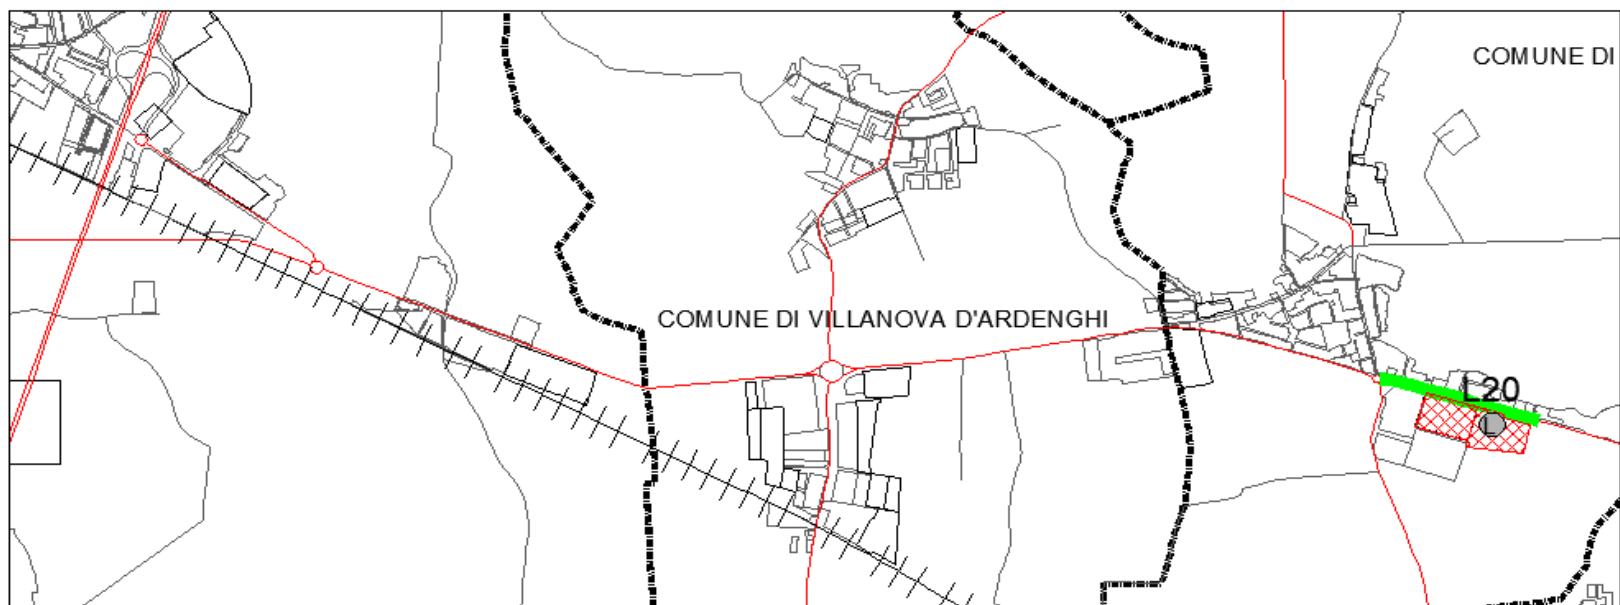 COMUNE DI
COMUNE DI VILLANOVA D'ARDENGHI
L20
L